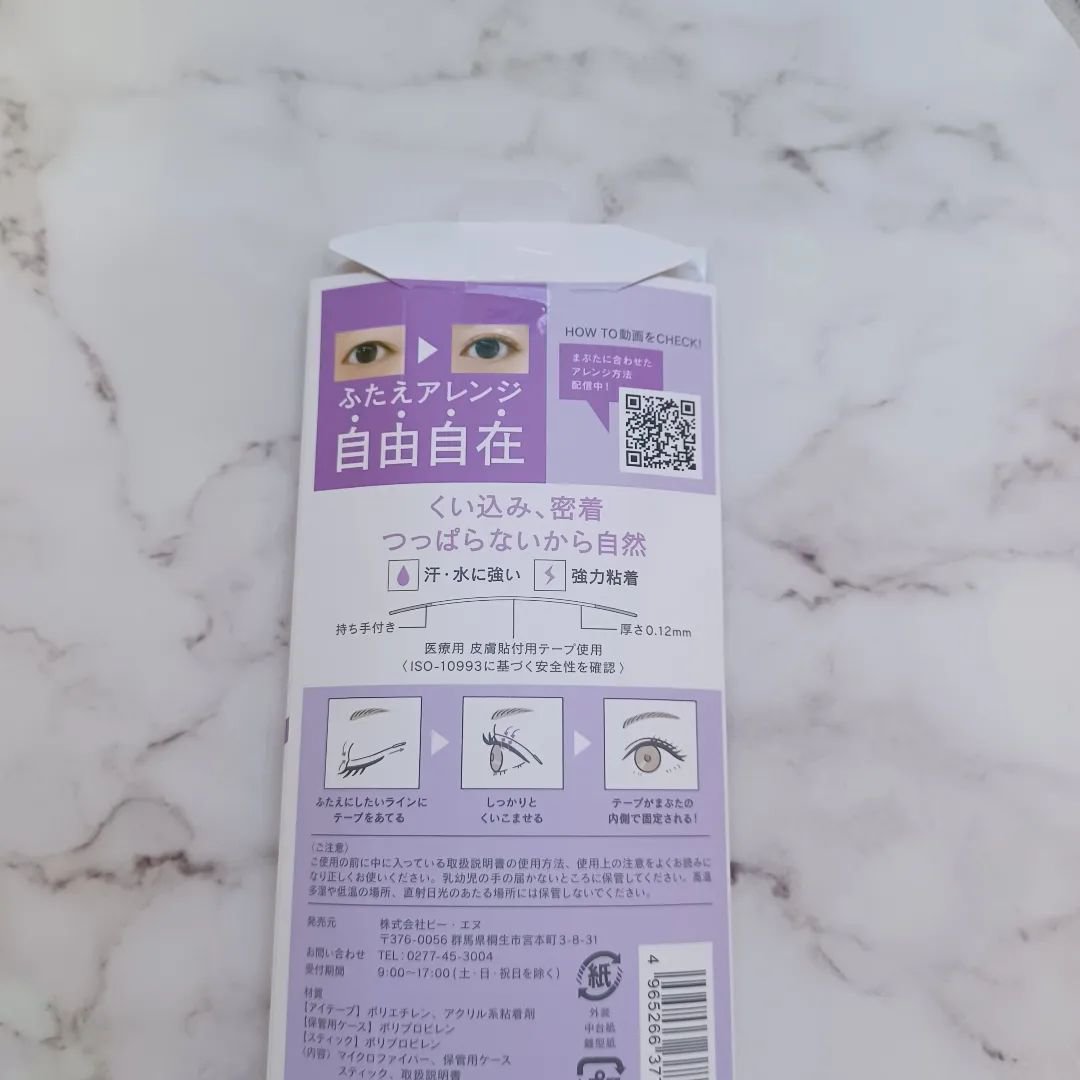 ふたえアレンジ
自由自在
HOW TO動画をCHECK!
まぶたに合わせた
アレンジ方法
配信中!
くい込み、密着
つっぱらないから自然
汗・水に強い
強力粘着
持ち手付き
厚さ0.12mm
医療用 皮膚貼付用テープ使用
〈ISO-10993に基づく安全性を確認〉
ふたえにしたいラインに
テープをあてる
しっかりと
くいこませる
テープがまぶたの
内側で固定される!
〈ご注意〉
ご使用の前に中に入っている取扱説明書の使用方法、使用上の注意をよくお読みに
なり正しくお使いください。乳幼児の手の届かないところに保管してください。高温
多湿や低温の場所、直射日光のあたる場所には保管しないでください。
発売元 株式会社ビー・エヌ
〒376-0056 群馬県桐生市宮本町3-8-31
お問い合わせ TEL:0277-45-3004
受付期間 9:00~17:00(土・日・祝日を除く)
材質
【アイテープ】ポリエチレン、アクリル系粘着剤
【保管用ケース】ポリプロピレン
【スティック】ポリプロピレン
〈内容〉マイクロファイバー、保管用ケース
スティック、取扱説明書
紙
外装
中台紙
離型紙
4 965266 37